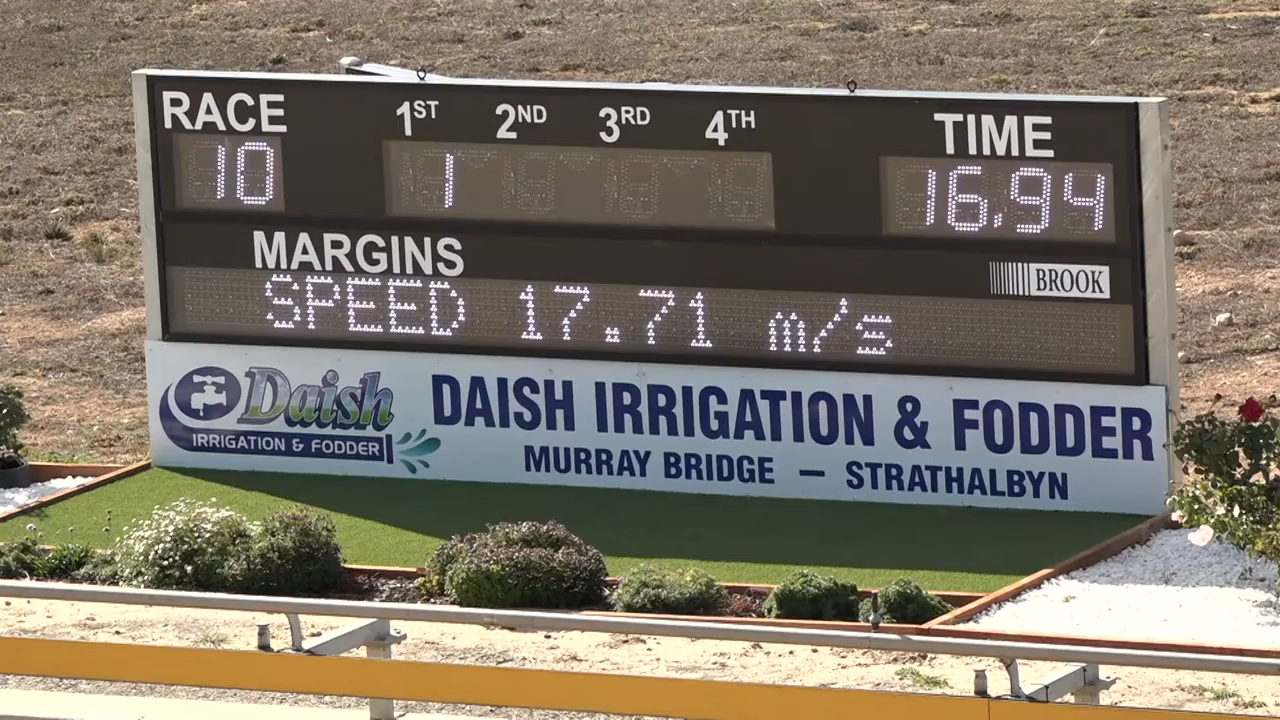 RACE 1ST 2ND 3RD 4TH TIME
10 1 16.94
MARGINS
BROOK
SPEED 17.71 m/s
Daish
IRRIGATION & FODDER
DAISH IRRIGATION & FODDER
MURRAY BRIDGE – STRATHALBYN